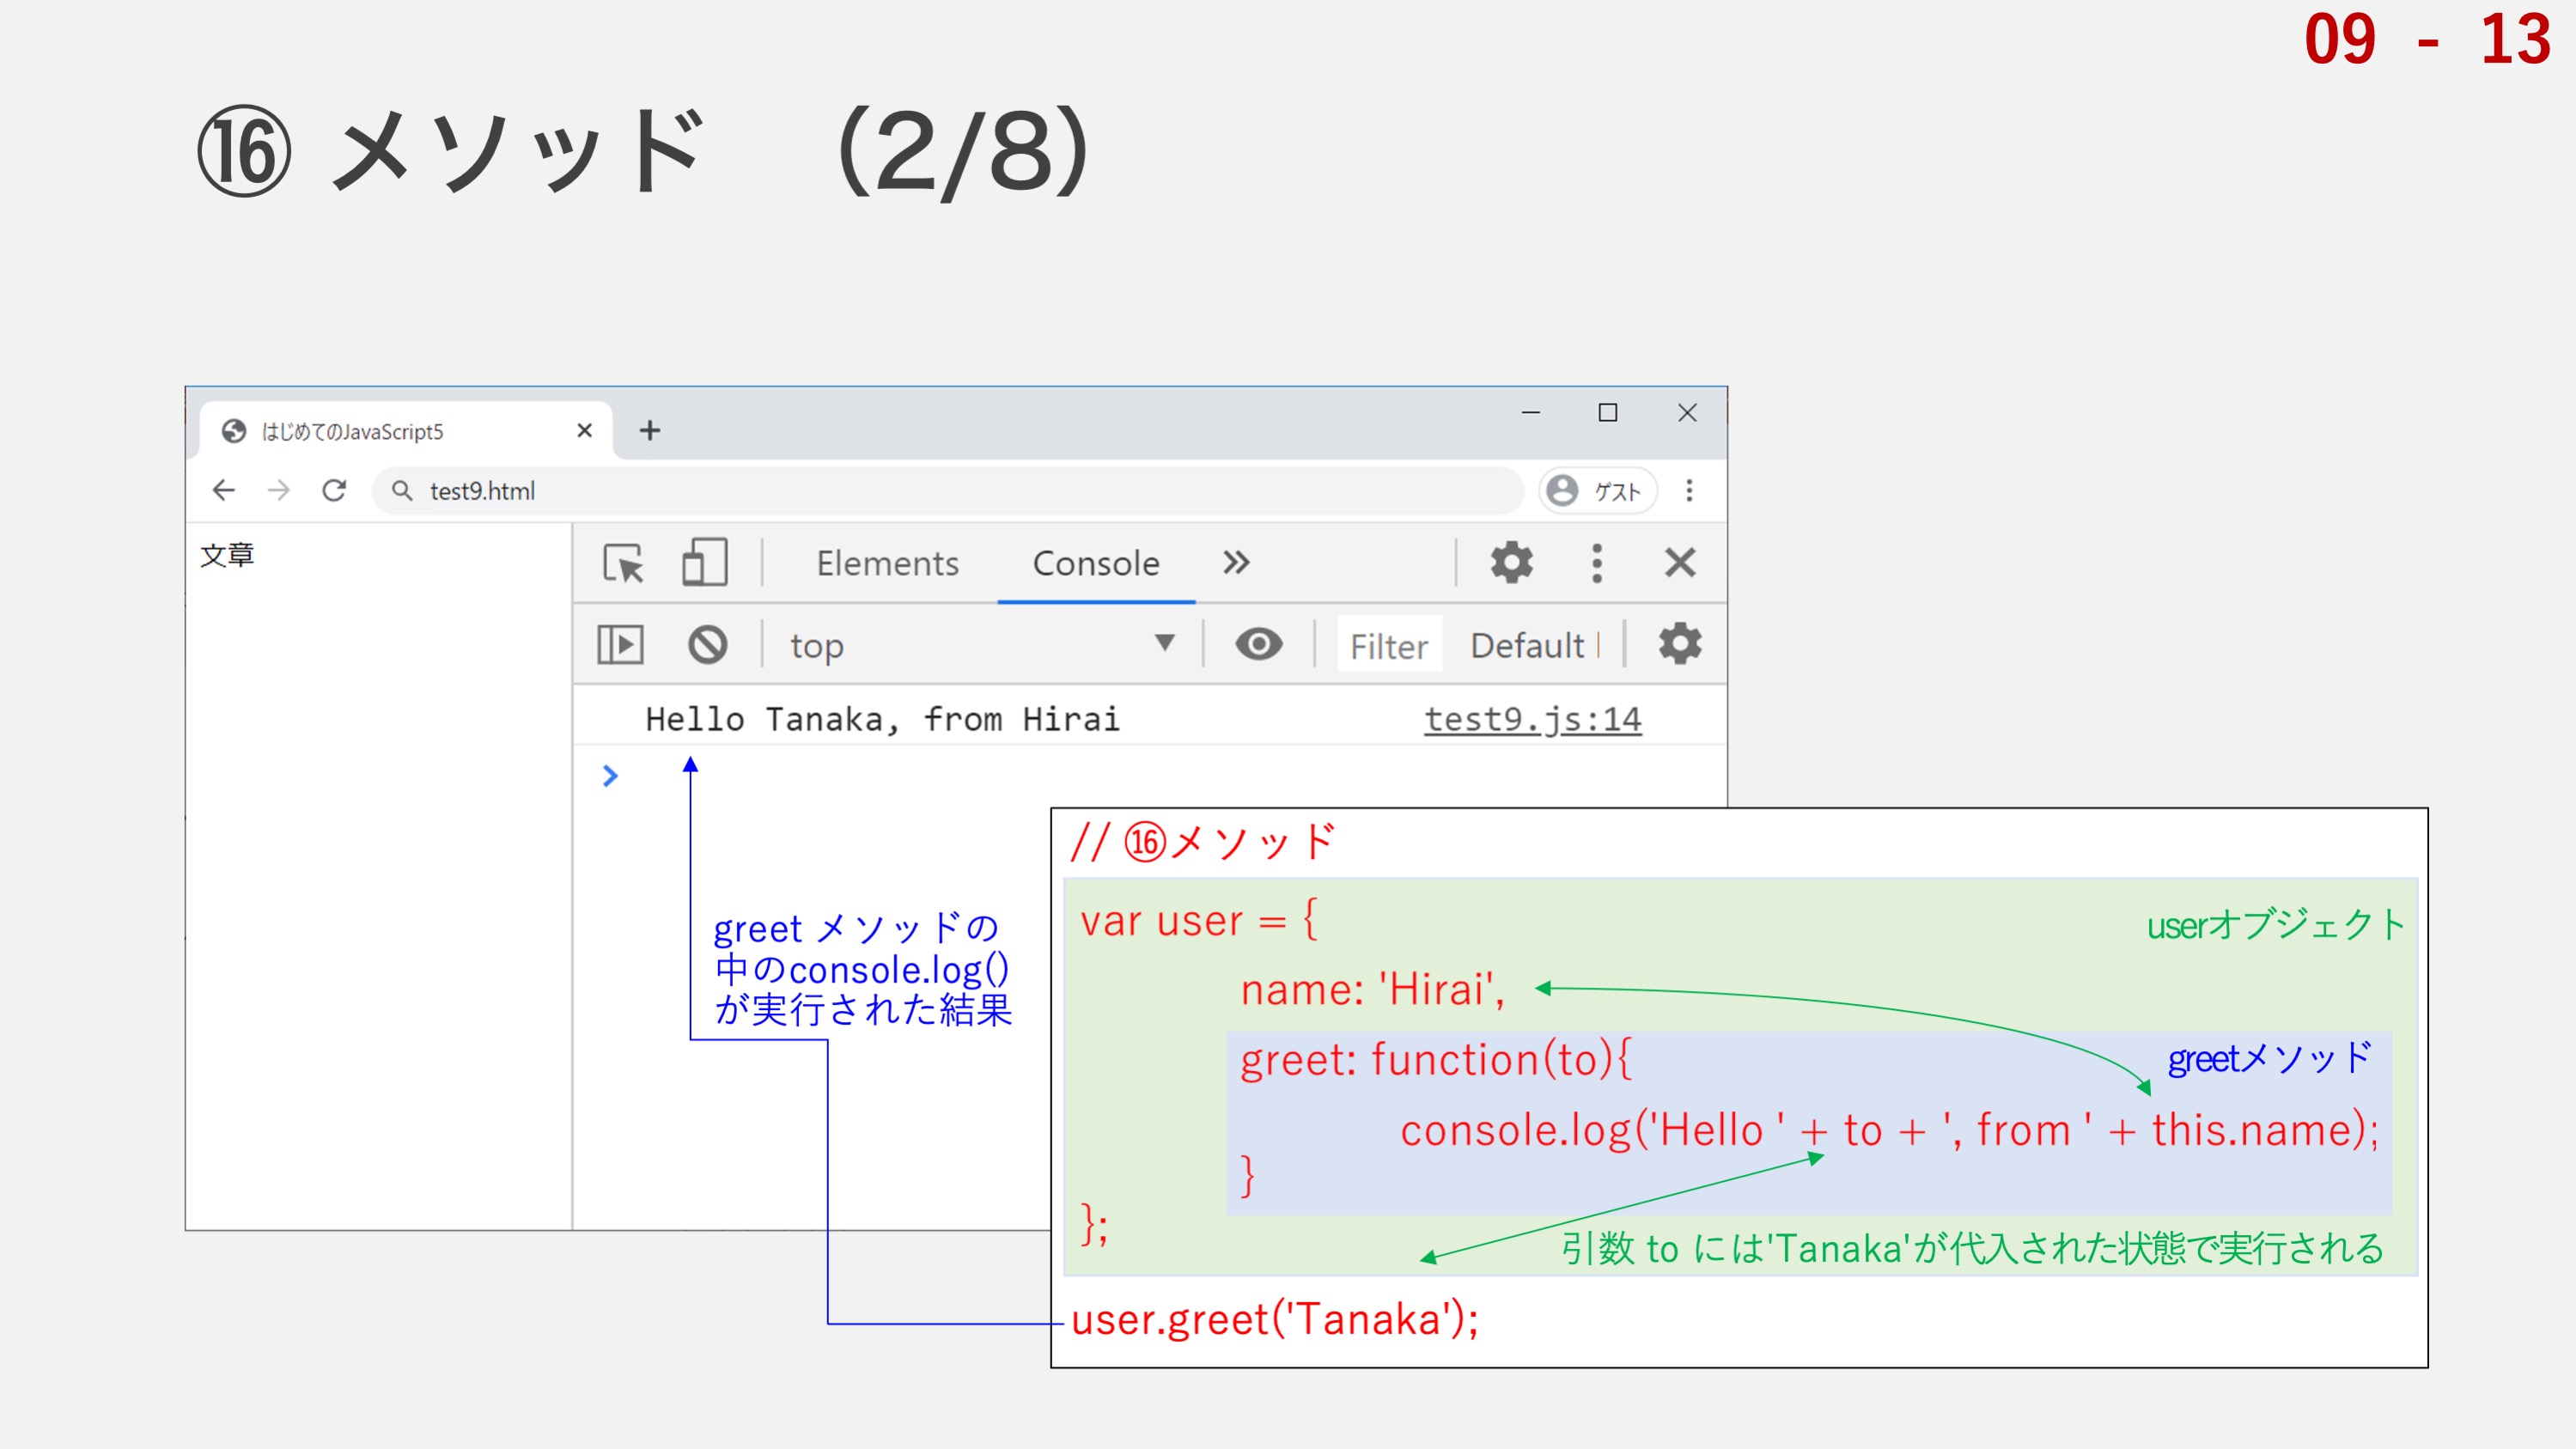 09 - 13
⑯ メソッド （2/8）
はじめてのJavaScript5
test9.html
ゲスト
文章
Elements Console
top Filter Default
Hello Tanaka, from Hirai test9.js:14
greet メソッドの
中のconsole.log()
が実行された結果
// ⑯メソッド
var user = { userオブジェクト
name: 'Hirai',
greet: function(to){ greetメソッド
console.log('Hello ' + to + ', from ' + this.name);
}
};
引数 to には'Tanaka'が代入された状態で実行される
user.greet('Tanaka');